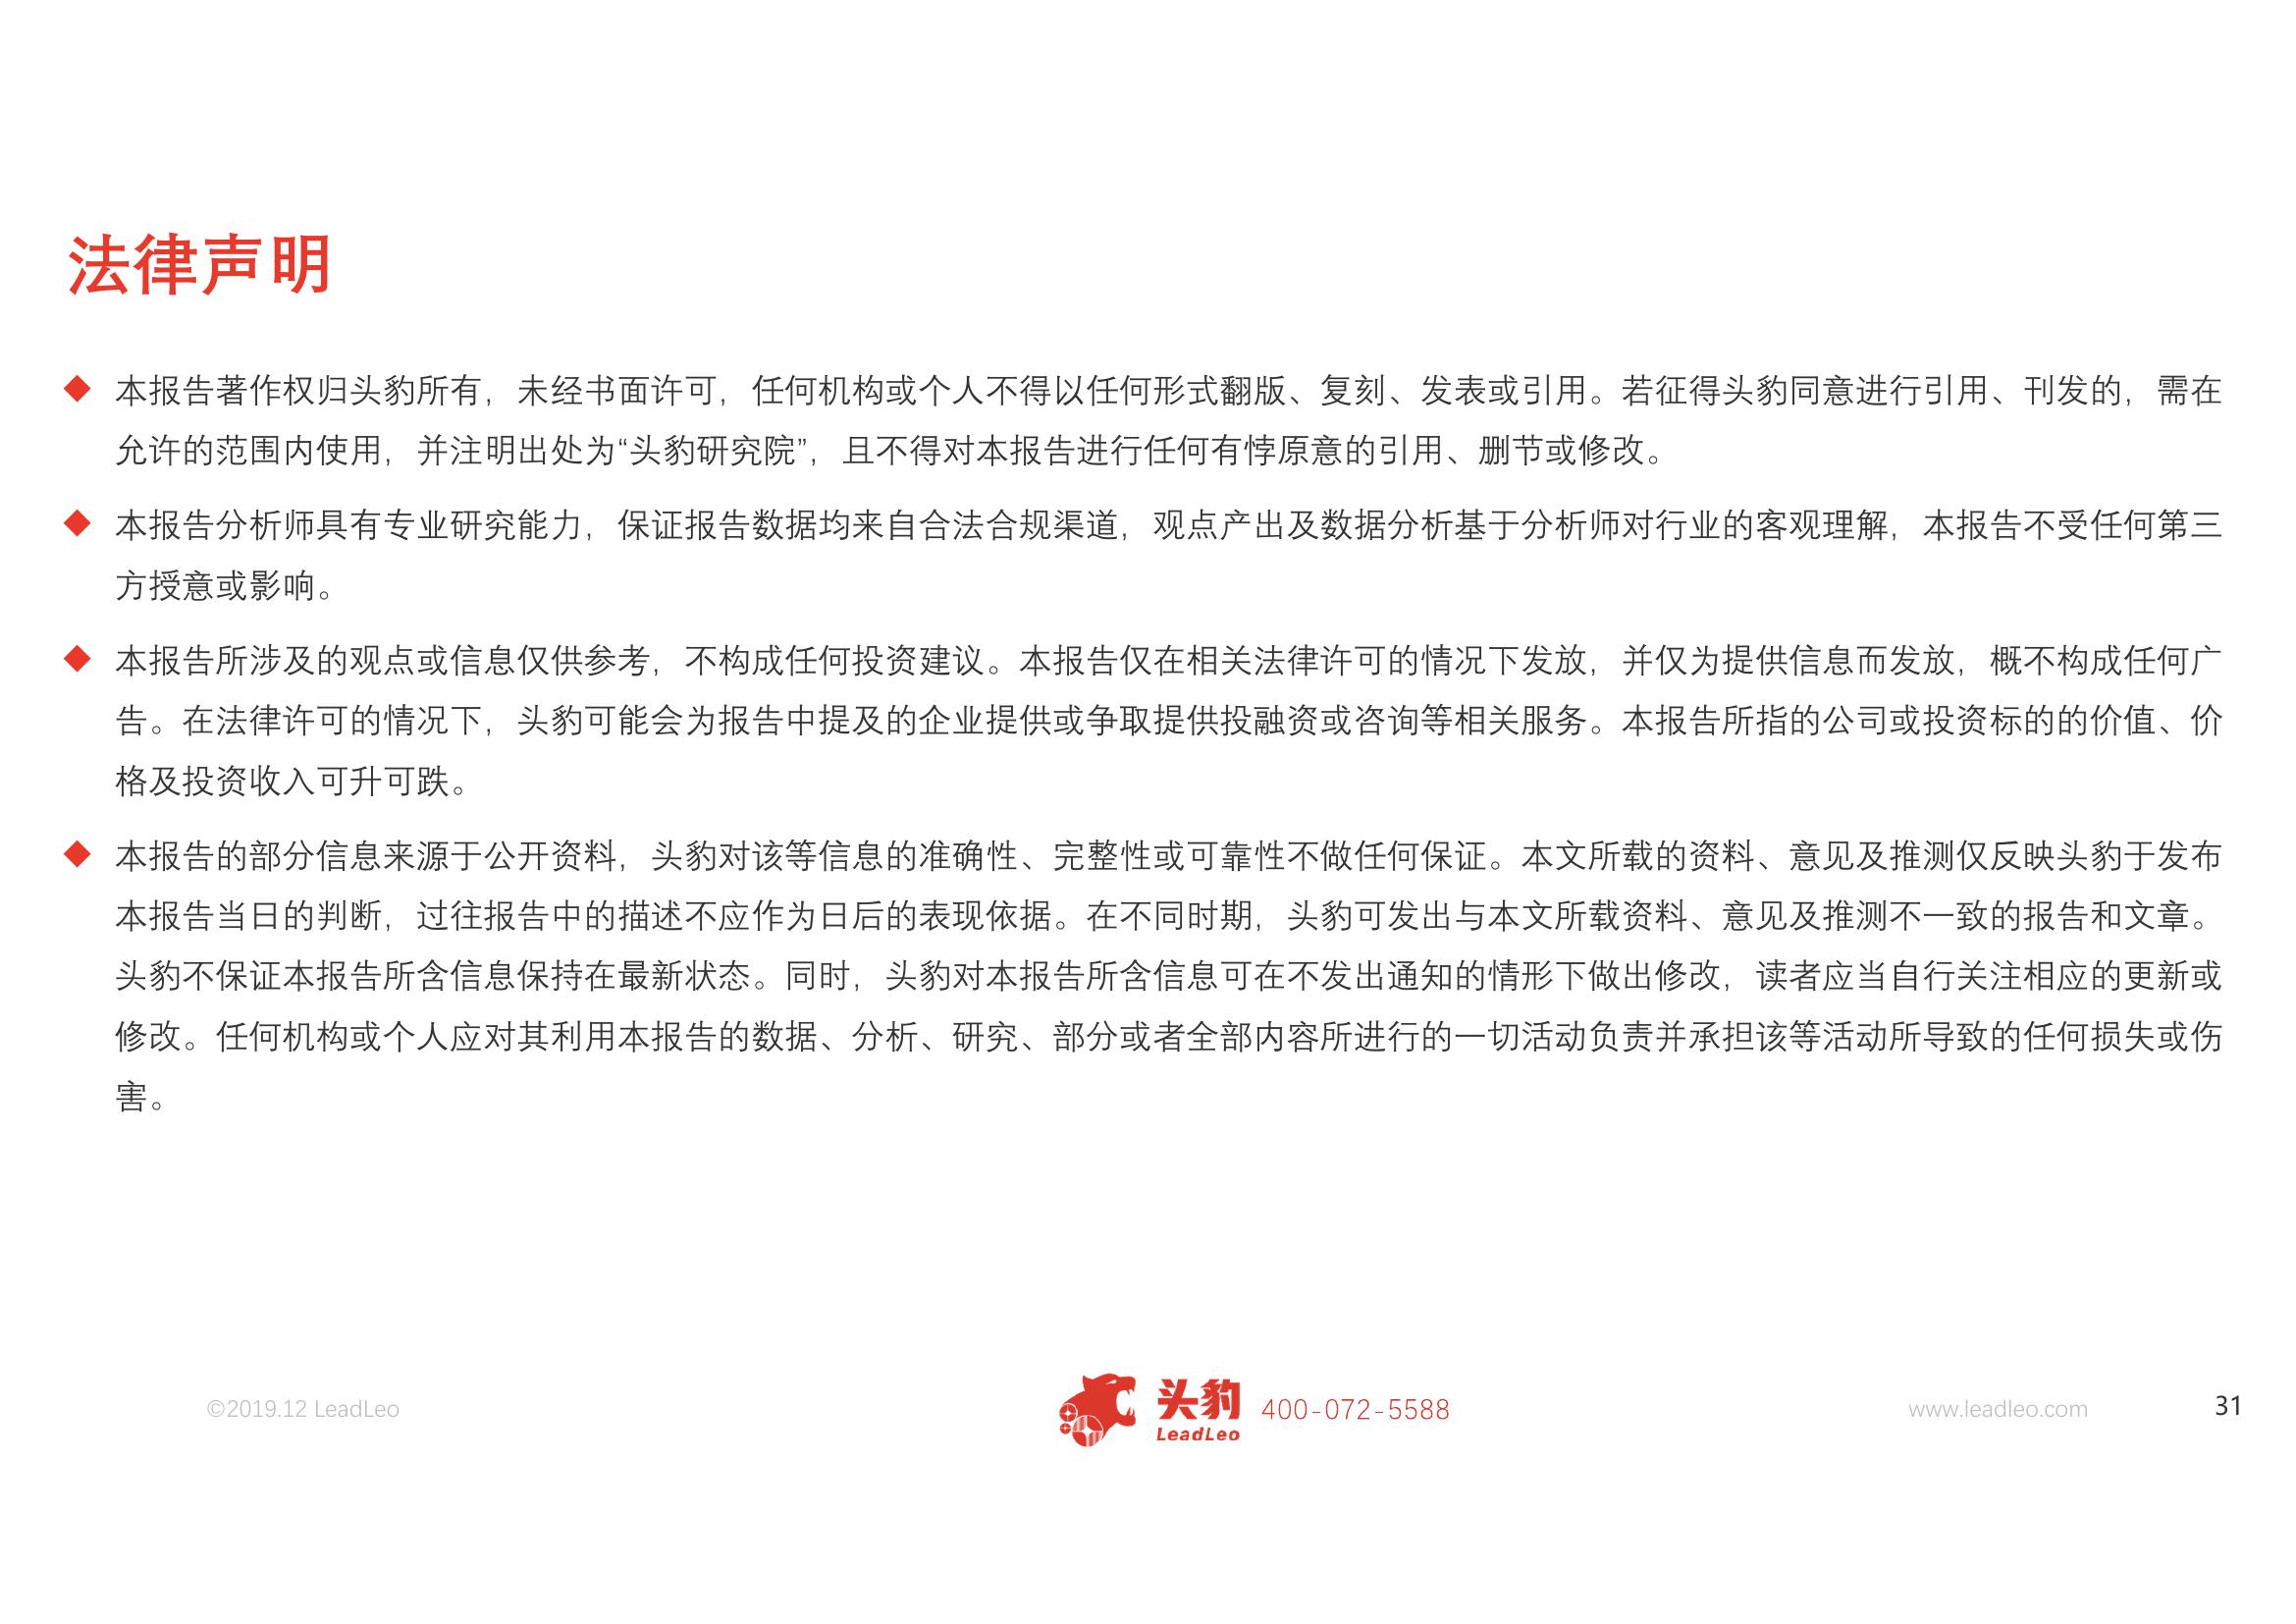 法律声明
◆ 本报告著作权归头豹所有，未经书面许可，任何机构或个人不得以任何形式翻版、复刻、发表或引用。若征得头豹同意进行引用、刊发的，需在
允许的范围内使用，并注明出处为“头豹研究院”，且不得对本报告进行任何有悖原意的引用、删节或修改。
◆ 本报告分析师具有专业研究能力，保证报告数据均来自合法合规渠道，观点产出及数据分析基于分析师对行业的客观理解，本报告不受任何第三
方授意或影响。
◆ 本报告所涉及的观点或信息仅供参考，不构成任何投资建议。本报告仅在相关法律许可的情况下发放，并仅为提供信息而发放，概不构成任何广
告。在法律许可的情况下，头豹可能会为报告中提及的企业提供或争取提供投融资或咨询等相关服务。本报告所指的公司或投资标的的价值、价
格及投资收入可升可跌。
◆ 本报告的部分信息来源于公开资料，头豹对该等信息的准确性、完整性或可靠性不做任何保证。本文所载的资料、意见及推测仅反映头豹于发布
本报告当日的判断，过往报告中的描述不应作为日后的表现依据。在不同时期，头豹可发出与本文所载资料、意见及推测不一致的报告和文章。
头豹不保证本报告所含信息保持在最新状态。同时，头豹对本报告所含信息可在不发出通知的情形下做出修改，读者应当自行关注相应的更新或
修改。任何机构或个人应对其利用本报告的数据、分析、研究、部分或者全部内容所进行的一切活动负责并承担该等活动所导致的任何损失或伤
害。
©2019.12 LeadLeo
头豹
LeadLeo
400-072-5588
www.leadleo.com
31